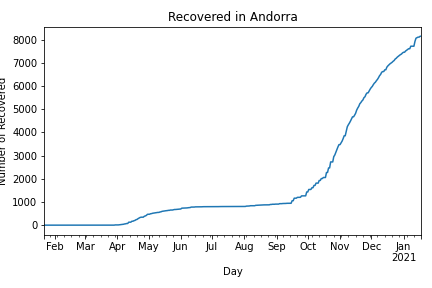 Recovered in Andorra
Number of Recovered
8000
7000
6000
5000
4000
3000
2000
1000
0
Feb Mar Apr May Jun Jul Aug Sep Oct Nov Dec Jan
2021
Day